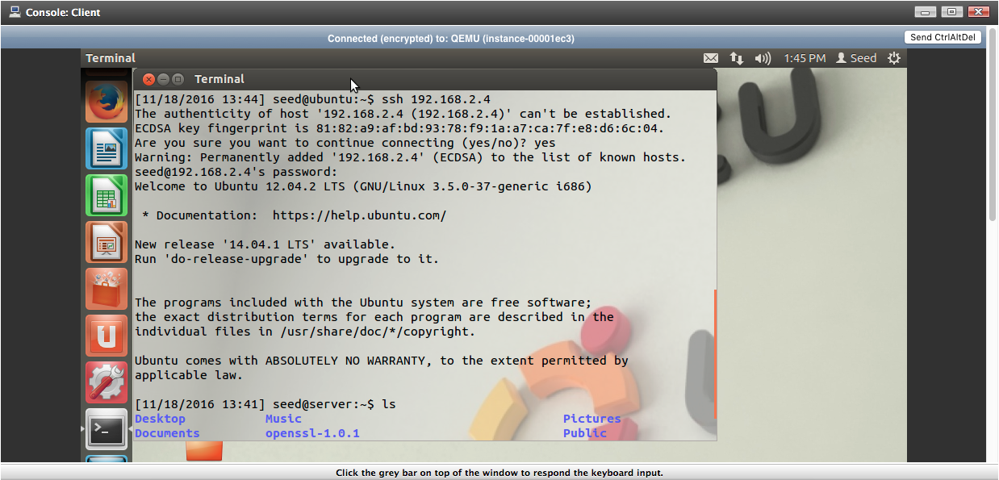 Console: Client
Connected (encrypted) to: QEMU (instance-00001ec3)
Send CtrlAltDel
Terminal
1:45 PM
Seed
Terminal
[11/18/2016 13:44] seed@ubuntu:~$ ssh 192.168.2.4
The authenticity of host '192.168.2.4 (192.168.2.4)' can't be established.
ECDSA key fingerprint is 81:82:a9:af:bd:93:78:f9:1a:a7:ca:7f:e8:d6:6c:04.
Are you sure you want to continue connecting (yes/no)? yes
Warning: Permanently added '192.168.2.4' (ECDSA) to the list of known hosts.
seed@192.168.2.4's password:
Welcome to Ubuntu 12.04.2 LTS (GNU/Linux 3.5.0-37-generic i686)
* Documentation:  https://help.ubuntu.com/
New release '14.04.1 LTS' available.
Run 'do-release-upgrade' to upgrade to it.
The programs included with the Ubuntu system are free software;
the exact distribution terms for each program are described in the
individual files in /usr/share/doc/*/copyright.
Ubuntu comes with ABSOLUTELY NO WARRANTY, to the extent permitted by
applicable law.
[11/18/2016 13:41] seed@server:~$ ls
Desktop Music Pictures
Documents openssl-1.0.1 Public
Click the grey bar on top of the window to respond the keyboard input.